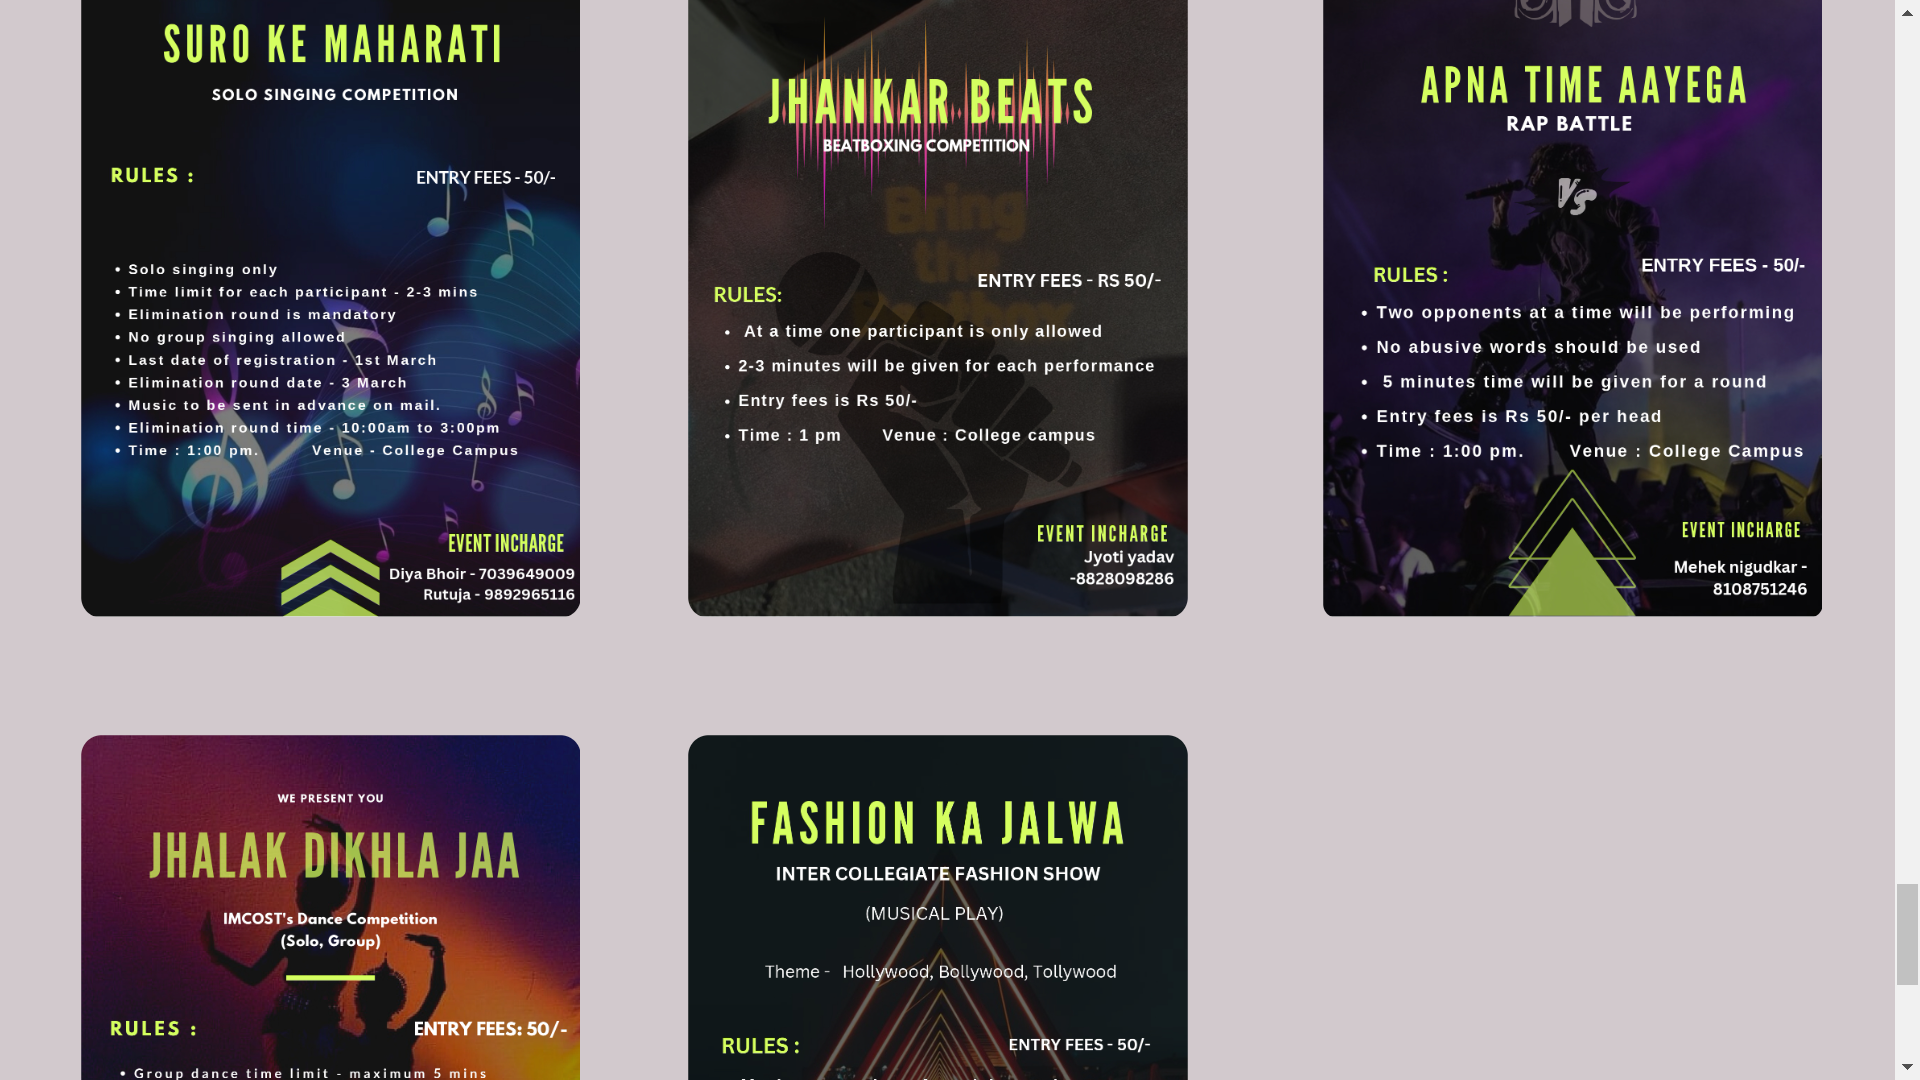 SURO KE MAHARATI
SOLO SINGING COMPETITION
RULES :
ENTRY FEES - 50/-
• Solo singing only
• Time limit for each participant - 2-3 mins
• Elimination round is mandatory
• No group singing allowed
• Last date of registration - 1st March
• Elimination round date - 3 March
• Music to be sent in advance on mail.
• Elimination round time - 10:00am to 3:00pm
• Time : 1:00 pm. Venue - College Campus
EVENT INCHARGE
Diya Bhoir - 7039649009
Rutuja - 9892965116
JHANKAR BEATS
BEATBOXING COMPETITION
Bring
the
ENTRY FEES - RS 50/-
RULES:
• At a time one participant is only allowed
• 2-3 minutes will be given for each performance
• Entry fees is Rs 50/-
• Time : 1 pm Venue : College campus
EVENT INCHARGE
Jyoti yadav
-8828098286
APNA TIME AAYEGA
RAP BATTLE
Vs
ENTRY FEES - 50/-
RULES :
• Two opponents at a time will be performing
• No abusive words should be used
• 5 minutes time will be given for a round
• Entry fees is Rs 50/- per head
• Time : 1:00 pm. Venue : College Campus
EVENT INCHARGE
Mehek nigudkar -
8108751246
WE PRESENT YOU
JHALAK DIKHLA JAA
IMCOST's Dance Competition
(Solo, Group)
RULES :
ENTRY FEES: 50/-
• Group dance time limit - maximum 5 mins
FASHION KA JALWA
INTER COLLEGIATE FASHION SHOW
(MUSICAL PLAY)
Theme - Hollywood, Bollywood, Tollywood
RULES :
ENTRY FEES - 50/-